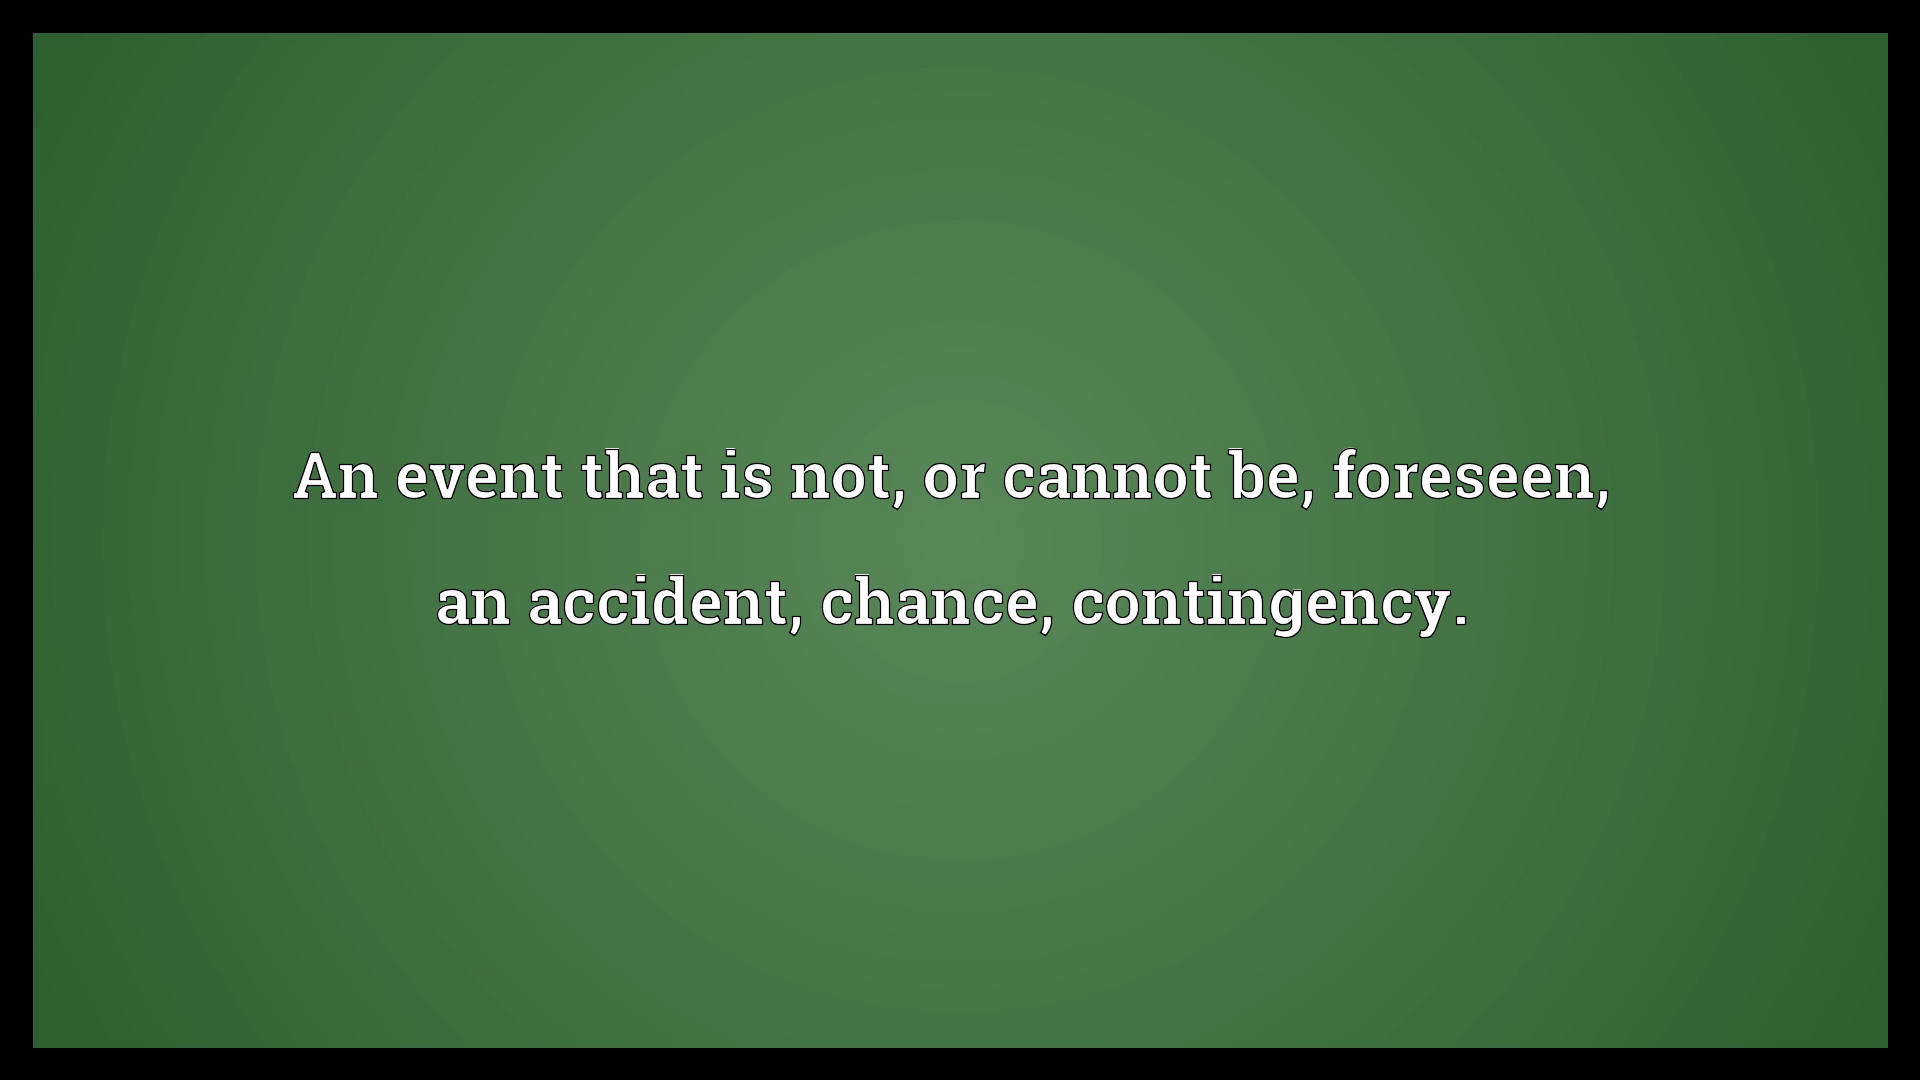 An event that is not, or cannot be, foreseen,
an accident, chance, contingency.